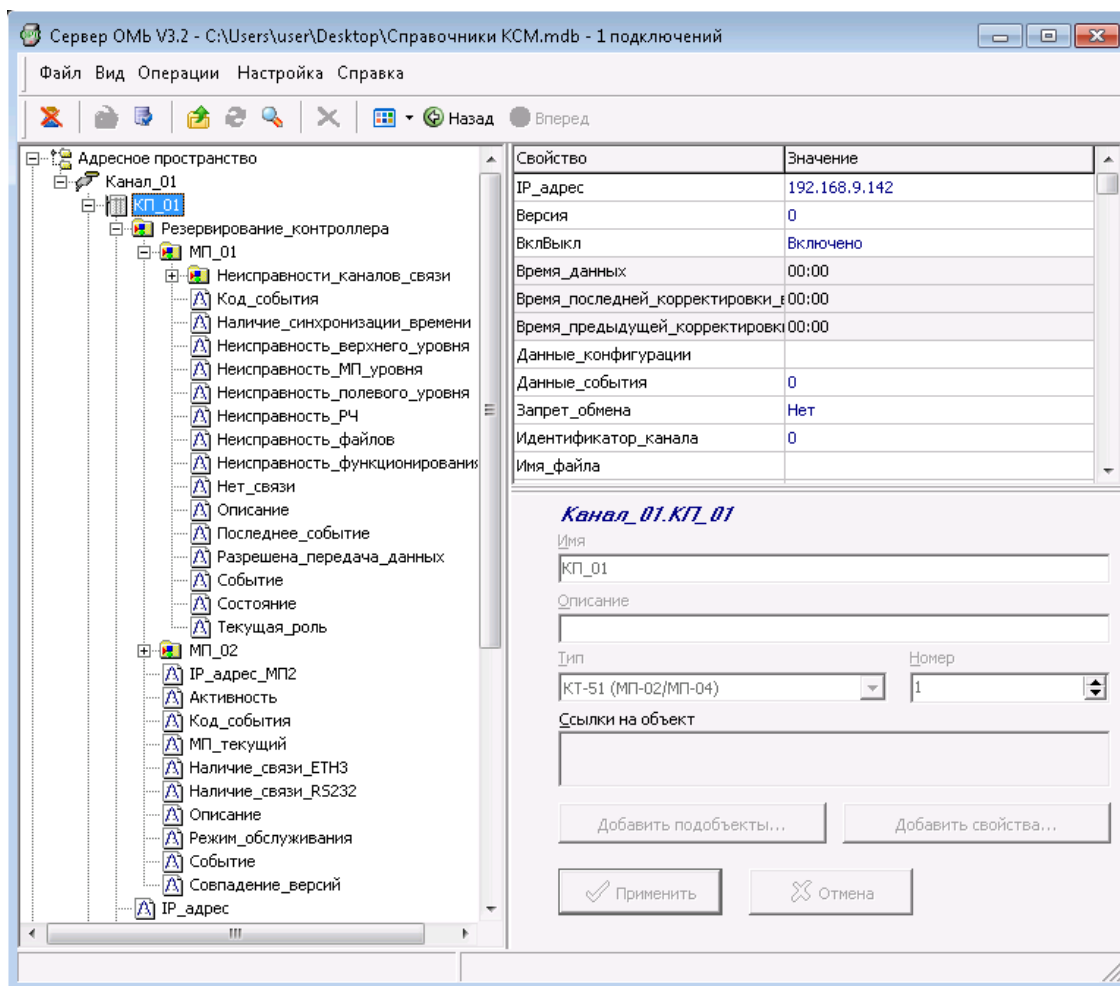 Сервер ОМЬ V3.2 - C:\Users\user\Desktop\Справочники КСМ.mdb - 1 подключений
Файл Вид Операции Настройка Справка
Назад Вперед
Адресное пространство
Канал_01
КП_01
Резервирование_контроллера
МП_01
Неисправности_каналов_связи
Код_события
Наличие_синхронизации_времени
Неисправность_верхнего_уровня
Неисправность_МП_уровня
Неисправность_полевого_уровня
Неисправность_РЧ
Неисправность_файлов
Неисправность_функционирования
Нет_связи
Описание
Последнее_событие
Разрешена_передача_данных
Событие
Состояние
Текущая_роль
МП_02
IP_адрес_МП2
Активность
Код_события
МП_текущий
Наличие_связи_ETH3
Наличие_связи_RS232
Описание
Режим_обслуживания
Событие
Совпадение_версий
IP_адрес
Свойство Значение
IP_адрес 192.168.9.142
Версия 0
ВклВыкл Включено
Время_данных 00:00
Время_последней_корректировки_в 00:00
Время_предыдущей_корректировки 00:00
Данные_конфигурации
Данные_события 0
Запрет_обмена Нет
Идентификатор_канала 0
Имя_файла
Канал_01.КП_01
Имя
КП_01
Описание
Тип Номер
КТ-51 (МП-02/МП-04) 1
Ссылки на объект
Добавить подобъекты... Добавить свойства...
Применить Отмена